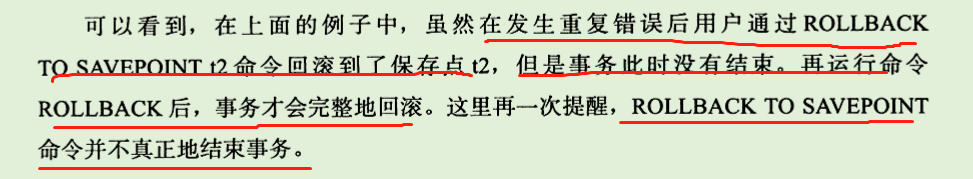 可以看到，在上面的例子中，虽然在发生重复错误后用户通过 ROLLBACK
TO SAVEPOINT t2 命令回滚到了保存点 t2，但是事务此时没有结束。再运行命令
ROLLBACK 后，事务才会完整地回滚。这里再一次提醒，ROLLBACK TO SAVEPOINT
命令并不真正地结束事务。